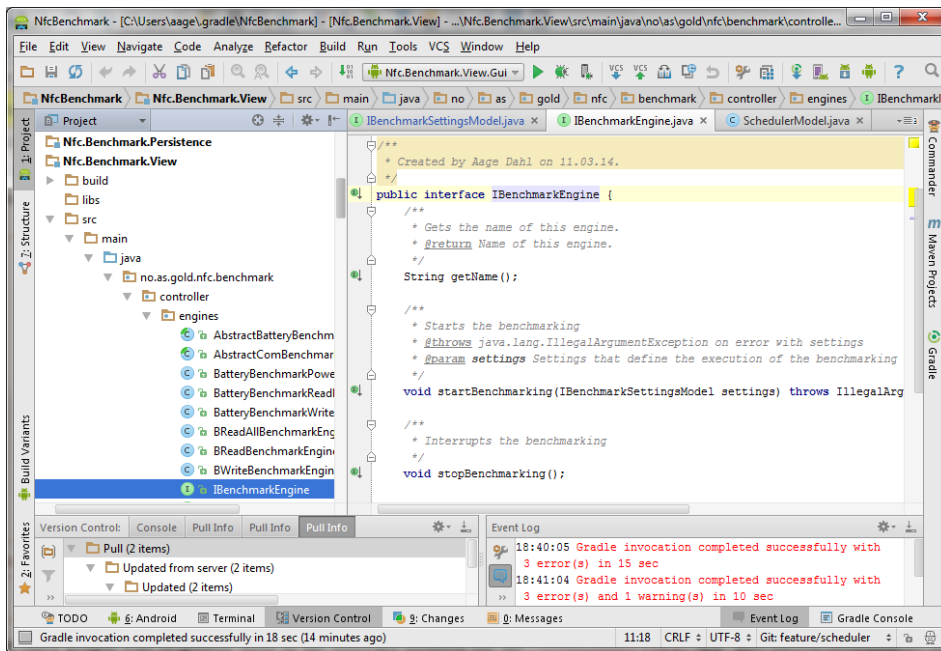 NfcBenchmark - [C:\Users\aage\.gradle\NfcBenchmark] - [Nfc.Benchmark.View] - ...\Nfc.Benchmark.View\src\main\java\no\as\gold\nfc\benchmark\controlle...
File Edit View Navigate Code Analyze Refactor Build Run Tools VCS Window Help
Nfc.Benchmark.View.Gui VCS VCS
NfcBenchmark Nfc.Benchmark.View src main java no as gold nfc benchmark controller engines IBenchmarkE
1: Project
7: Structure
Build Variants
2: Favorites
Project
Nfc.Benchmark.Persistence
Nfc.Benchmark.View
build
libs
src
main
java
no.as.gold.nfc.benchmark
controller
engines
AbstractBatteryBenchm
AbstractComBenchmar
BatteryBenchmarkPowe
BatteryBenchmarkReadI
BatteryBenchmarkWrite
BReadAllBenchmarkEng
BReadBenchmarkEngine
BWriteBenchmarkEngin
IBenchmarkEngine
IBenchmarkSettingsModel.java IBenchmarkEngine.java SchedulerModel.java
/**
* Created by Aage Dahl on 11.03.14.
*/
public interface IBenchmarkEngine {
/**
* Gets the name of this engine.
* @return Name of this engine.
*/
String getName();
/**
* Starts the benchmarking
* @throws java.lang.IllegalArgumentException on error with settings
* @param settings Settings that define the execution of the benchmarking
*/
void startBenchmarking(IBenchmarkSettingsModel settings) throws IllegalArg
/**
* Interrupts the benchmarking
*/
void stopBenchmarking();
Commander
Maven Projects
Gradle
Version Control: Console Pull Info Pull Info Pull Info
Pull (2 items)
Updated from server (2 items)
Updated (2 items)
Event Log
18:40:05 Gradle invocation completed successfully with
3 error(s) in 15 sec
18:41:04 Gradle invocation completed successfully with
3 error(s) and 1 warning(s) in 10 sec
TODO 6: Android Terminal Version Control 9: Changes 0: Messages Event Log Gradle Console
Gradle invocation completed successfully in 18 sec (14 minutes ago) 11:18 CRLF UTF-8 Git: feature/scheduler